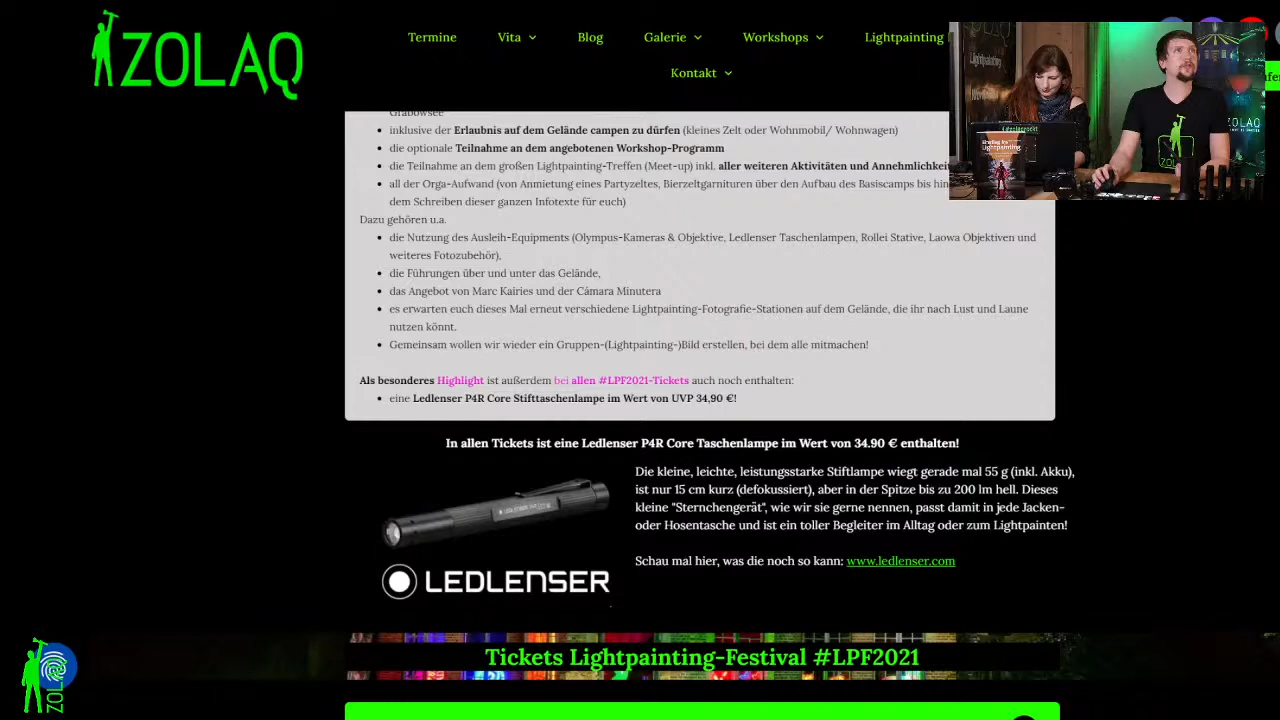 ZOLAQ
Termine
Vita
Blog
Galerie
Workshops
Lightpainting
Kontakt
Grabowsee
inklusive der Erlaubnis auf dem Gelände campen zu dürfen (kleines Zelt oder Wohnmobil/ Wohnwagen)
die optionale Teilnahme an dem angebotenen Workshop-Programm
die Teilnahme an dem großen Lightpainting-Treffen (Meet-up) inkl. aller weiteren Aktivitäten und
all der Orga-Aufwand (von Anmietung eines Partyzeltes, Bierzeltgarnituren über den Aufbau des Basiscamps bis
dem Schreiben dieser ganzen Infotexte für euch)
Dazu gehören u.a.
die Nutzung des Ausleih-Equipments (Olympus-Kameras & Objektive, Ledlenser Taschenlampen, Rollei Stative, Laowa Objektiven und
weiteres Fotozubehör),
die Führungen über und unter das Gelände,
das Angebot von Marc Kairies und der Cámara Minutera
es erwarten euch dieses Mal erneut verschiedene Lightpainting-Fotografie-Stationen auf dem Gelände, die ihr nach Lust und Laune
nutzen könnt.
Gemeinsam wollen wir wieder ein Gruppen-(Lightpainting-)Bild erstellen, bei dem alle mitmachen!
Als besonderes Highlight ist außerdem bei allen #LPF2021-Tickets auch noch enthalten:
eine Ledlenser P4R Core Stifttaschenlampe im Wert von UVP 34,90 €!
In allen Tickets ist eine Ledlenser P4R Core Taschenlampe im Wert von 34.90 € enthalten!
Die kleine, leichte, leistungsstarke Stiftlampe wiegt gerade mal 55 g (inkl. Akku),
ist nur 15 cm kurz (defokussiert), aber in der Spitze bis zu 200 lm hell. Dieses
kleine "Sternchengerät", wie wir sie gerne nennen, passt damit in jede Jacken-
oder Hosentasche und ist ein toller Begleiter im Alltag oder zum Lightpainten!
Schau mal hier, was die noch so kann: www.ledlenser.com
LEDLENSER
Tickets Lightpainting-Festival #LPF2021
ZOLAQ